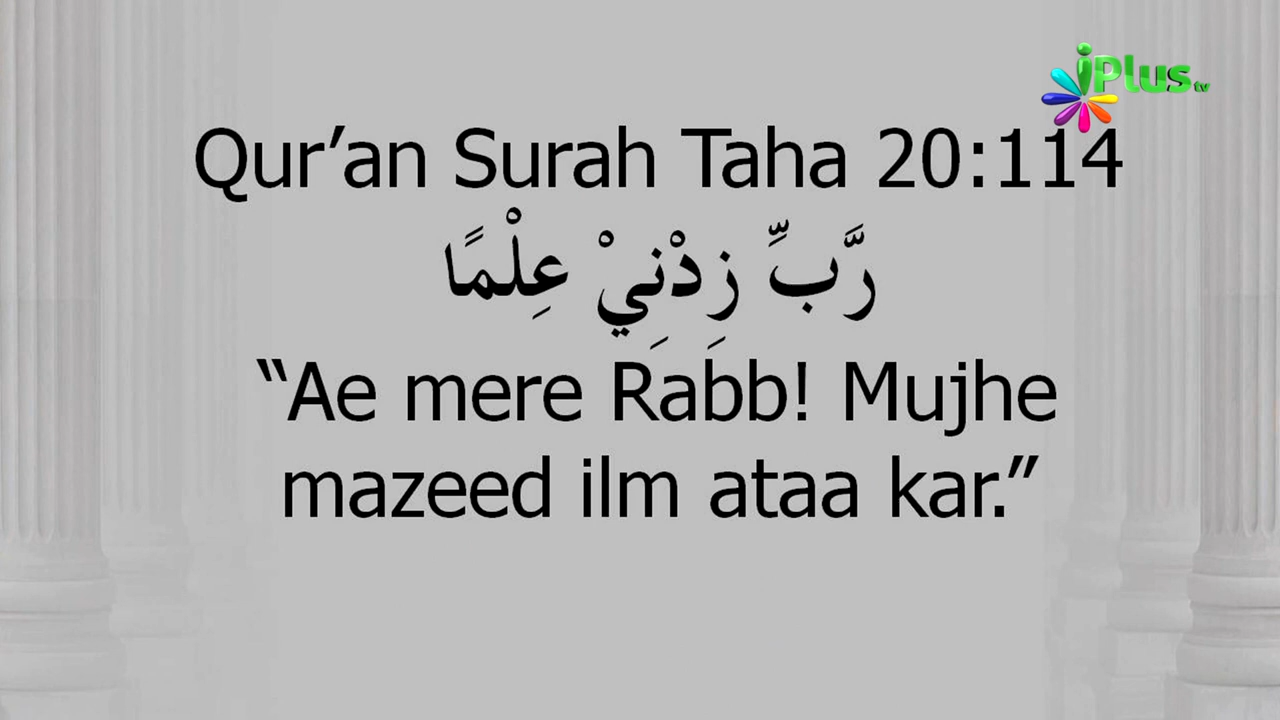 iPlus tv
Qur’an Surah Taha 20:114
رَّبِّ زِدْنِيْ عِلْمًا
“Ae mere Rabb! Mujhe
mazeed ilm ataa kar.”